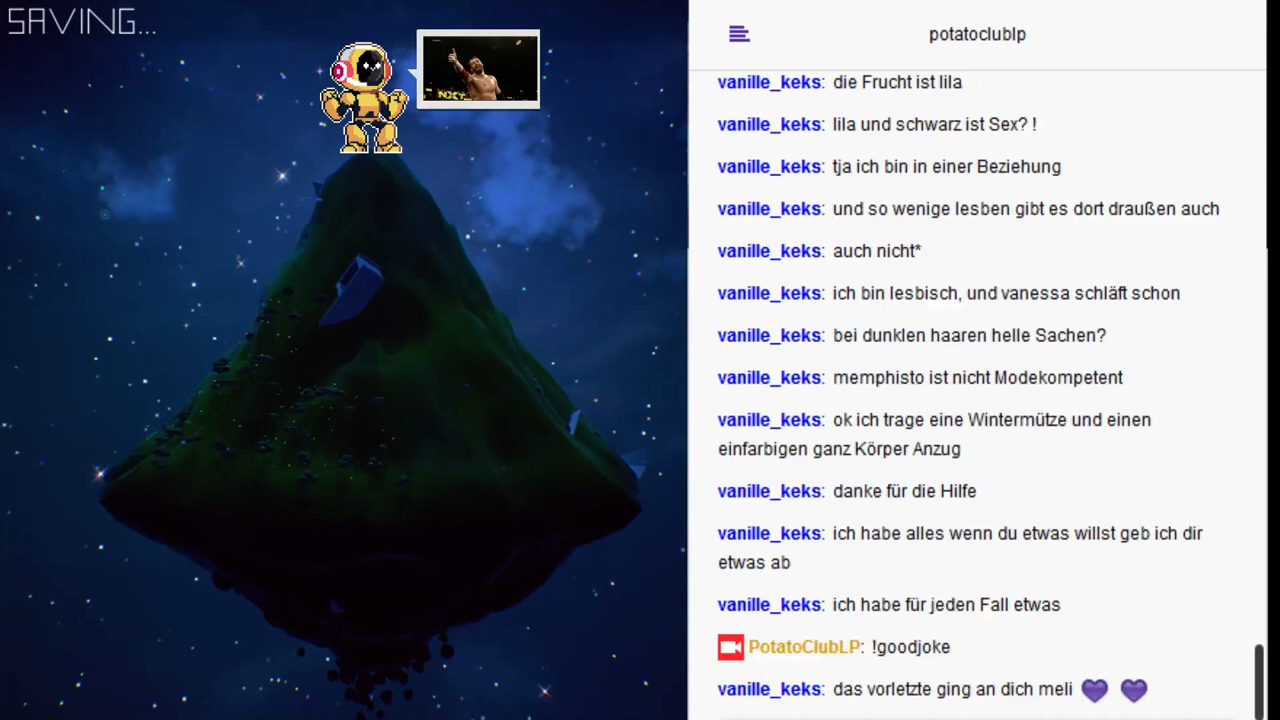 SAVING...
NXT
potatoclublp
vanille_keks: die Frucht ist lila
vanille_keks: lila und schwarz ist Sex? !
vanille_keks: tja ich bin in einer Beziehung
vanille_keks: und so wenige lesben gibt es dort draußen auch
vanille_keks: auch nicht*
vanille_keks: ich bin lesbisch, und vanessa schläft schon
vanille_keks: bei dunklen haaren helle Sachen?
vanille_keks: memphisto ist nicht Modekompetent
vanille_keks: ok ich trage eine Wintermütze und einen
einfarbigen ganz Körper Anzug
vanille_keks: danke für die Hilfe
vanille_keks: ich habe alles wenn du etwas willst geb ich dir
etwas ab
vanille_keks: ich habe für jeden Fall etwas
PotatoClubLP: !goodjoke
vanille_keks: das vorletzte ging an dich meli 💜 💜